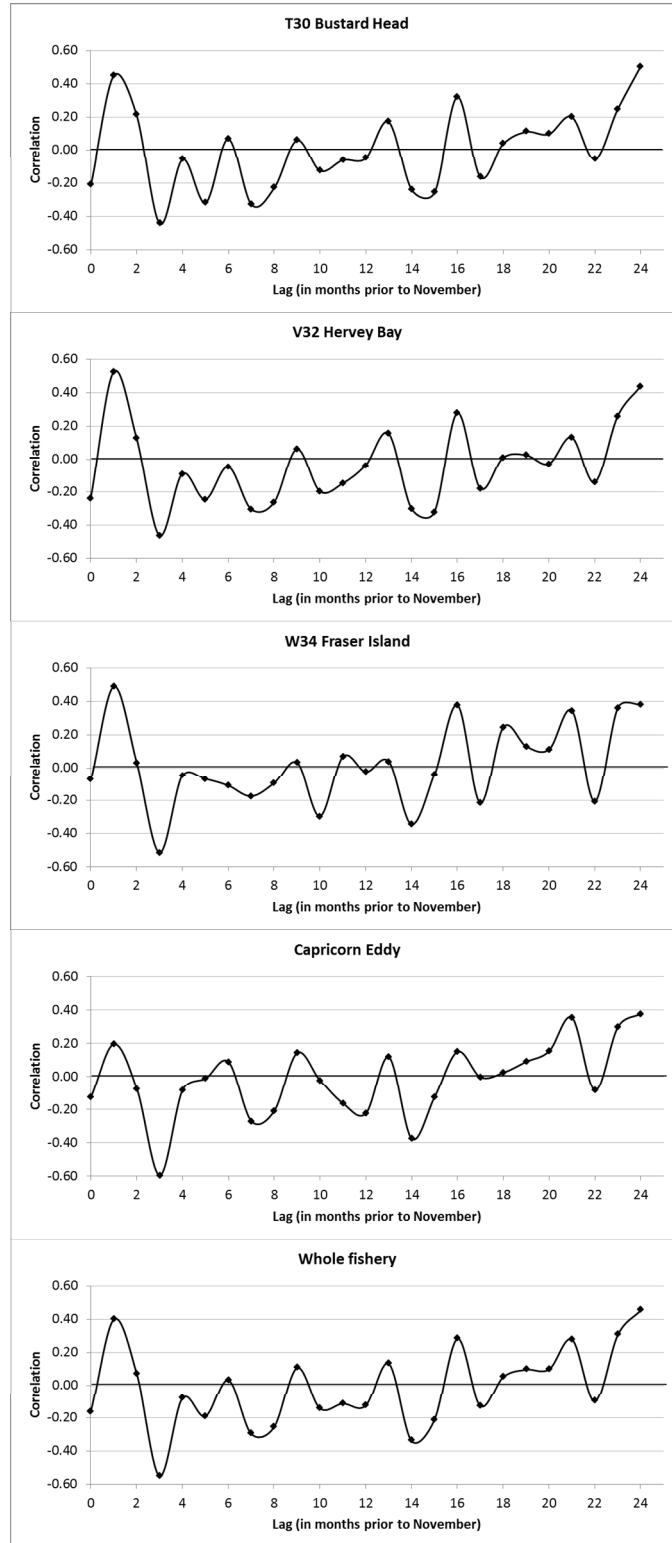 T30 Bustard Head
0.60
0.40
0.20
0.00
-0.20
-0.40
-0.60
Correlation
0 2 4 6 8 10 12 14 16 18 20 22 24
Lag (in months prior to November)
V32 Hervey Bay
0.60
0.40
0.20
0.00
-0.20
-0.40
-0.60
Correlation
0 2 4 6 8 10 12 14 16 18 20 22 24
Lag (in months prior to November)
W34 Fraser Island
0.60
0.40
0.20
0.00
-0.20
-0.40
-0.60
Correlation
0 2 4 6 8 10 12 14 16 18 20 22 24
Lag (in months prior to November)
Capricorn Eddy
0.60
0.40
0.20
0.00
-0.20
-0.40
-0.60
Correlation
0 2 4 6 8 10 12 14 16 18 20 22 24
Lag (in months prior to November)
Whole fishery
0.60
0.40
0.20
0.00
-0.20
-0.40
-0.60
Correlation
0 2 4 6 8 10 12 14 16 18 20 22 24
Lag (in months prior to November)